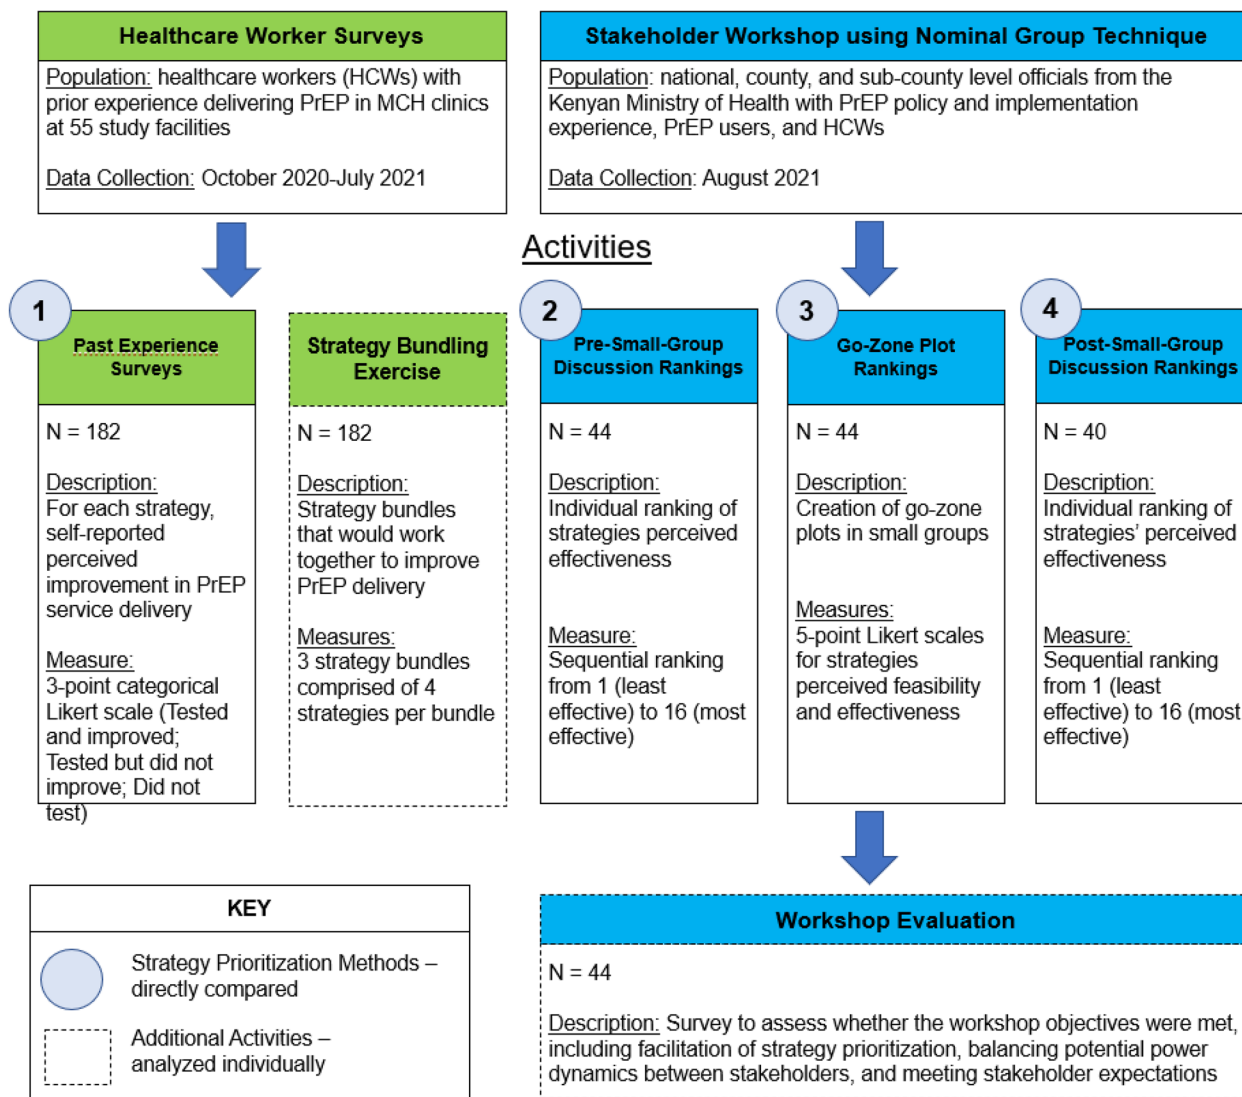 Healthcare Worker Surveys
Population: healthcare workers (HCWs) with
prior experience delivering PrEP in MCH clinics
at 55 study facilities
Data Collection: October 2020-July 2021
Stakeholder Workshop using Nominal Group Technique
Population: national, county, and sub-county level officials from the
Kenyan Ministry of Health with PrEP policy and implementation
experience, PrEP users, and HCWs
Data Collection: August 2021
Activities
1
Past Experience
Surveys
N = 182
Description:
For each strategy,
self-reported
perceived
improvement in PrEP
service delivery
Measure:
3-point categorical
Likert scale (Tested
and improved;
Tested but did not
improve; Did not
test)
Strategy Bundling
Exercise
N = 182
Description:
Strategy bundles
that would work
together to improve
PrEP delivery
Measures:
3 strategy bundles
comprised of 4
strategies per bundle
2
Pre-Small-Group
Discussion Rankings
N = 44
Description:
Individual ranking of
strategies perceived
effectiveness
Measure:
Sequential ranking
from 1 (least
effective) to 16 (most
effective)
3
Go-Zone Plot
Rankings
N = 44
Description:
Creation of go-zone
plots in small groups
Measures:
5-point Likert scales
for strategies
perceived feasibility
and effectiveness
4
Post-Small-Group
Discussion Rankings
N = 40
Description:
Individual ranking of
strategies' perceived
effectiveness
Measure:
Sequential ranking
from 1 (least
effective) to 16 (most
effective)
KEY
Strategy Prioritization Methods –
directly compared
Additional Activities –
analyzed individually
Workshop Evaluation
N = 44
Description: Survey to assess whether the workshop objectives were met,
including facilitation of strategy prioritization, balancing potential power
dynamics between stakeholders, and meeting stakeholder expectations